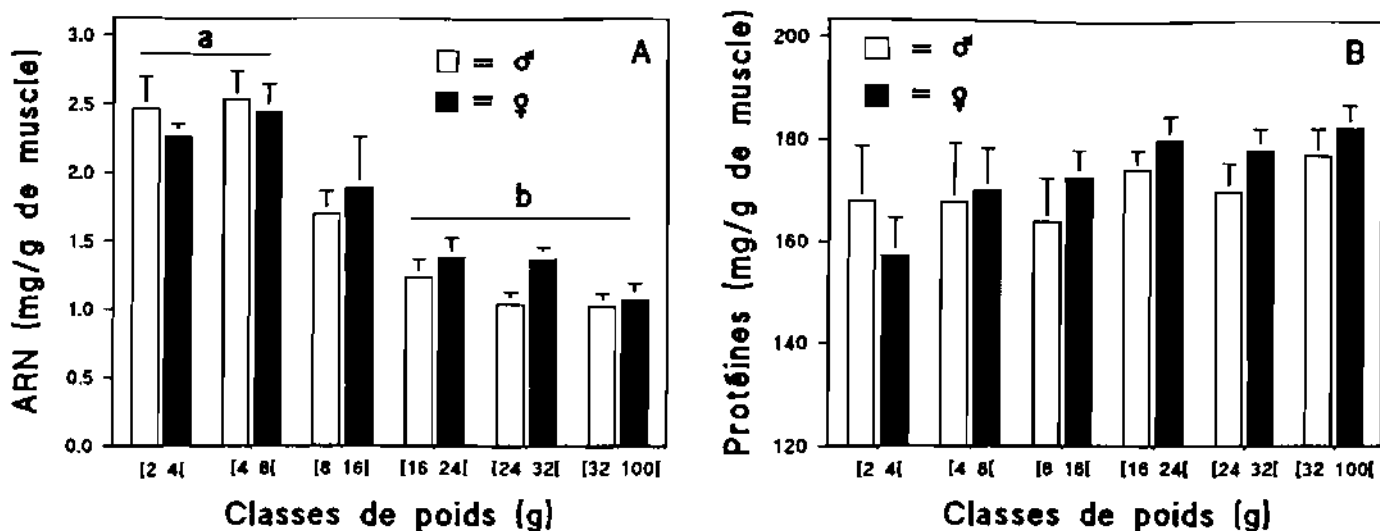 A
ARN (mg/g de muscle)
3.0
2.5
2.0
1.5
1.0
0.5
0.0
a
b
= ♂
= ♀
[2 4[ [4 8[ [8 16[ [16 24[ [24 32[ [32 100[
Classes de poids (g)
B
Protéines (mg/g de muscle)
200
180
160
140
120
= ♂
= ♀
[2 4[ [4 8[ [8 16[ [16 24[ [24 32[ [32 100[
Classes de poids (g)